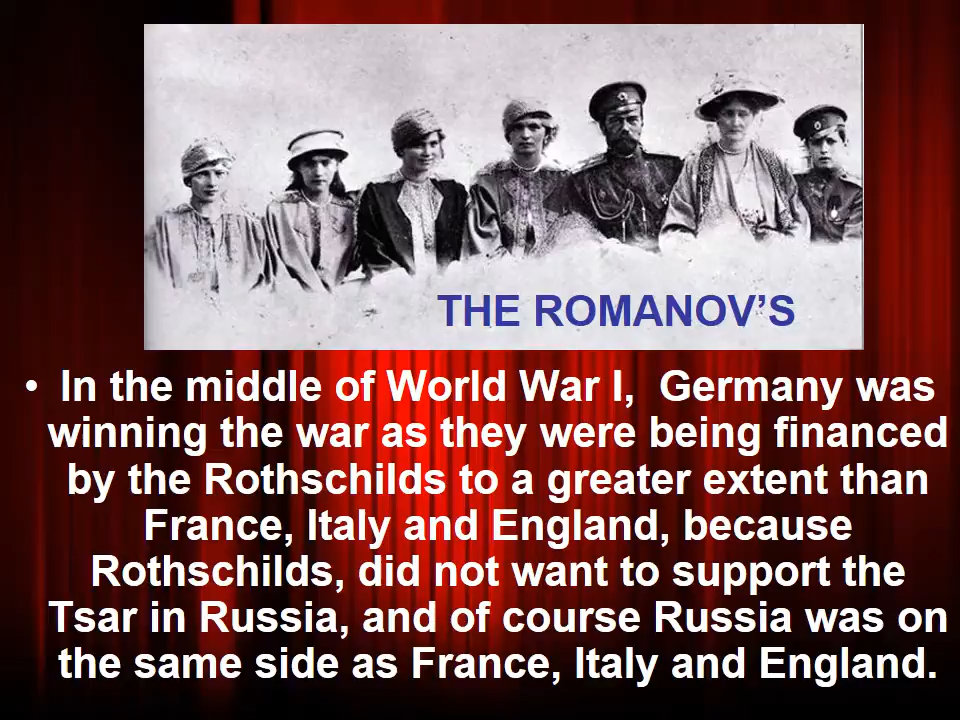 THE ROMANOV’S
• In the middle of World War I,  Germany was
winning the war as they were being financed
by the Rothschilds to a greater extent than
France, Italy and England, because
Rothschilds, did not want to support the
Tsar in Russia, and of course Russia was on
the same side as France, Italy and England.